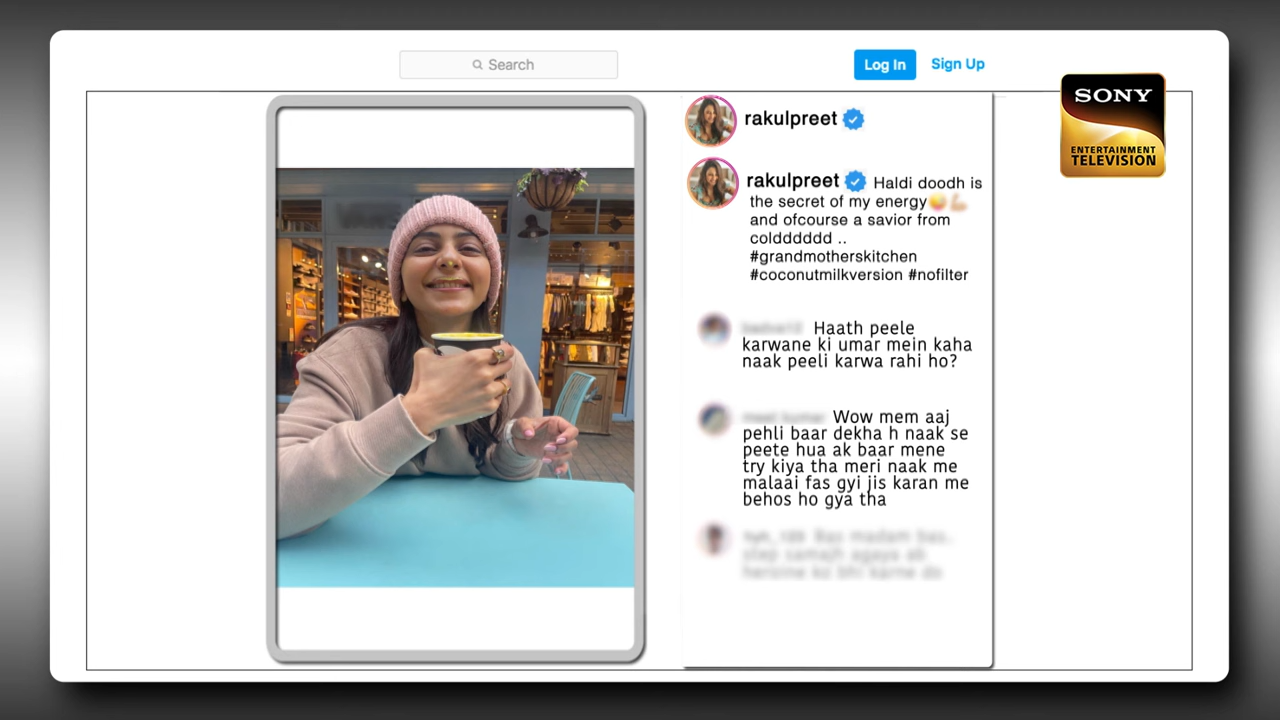 Search
Log In
Sign Up
SONY
ENTERTAINMENT
TELEVISION
rakulpreet
rakulpreet Haldi doodh is
the secret of my energy😜💪
and ofcourse a savior from
coldddddd ..
#grandmotherskitchen
#coconutmilkversion #nofilter
Haath peele
karwane ki umar mein kaha
naak peeli karwa rahi ho?
Wow mem aaj
pehli baar dekha h naak se
peete hua ak baar mene
try kiya tha meri naak me
malaai fas gyi jis karan me
behos ho gya tha